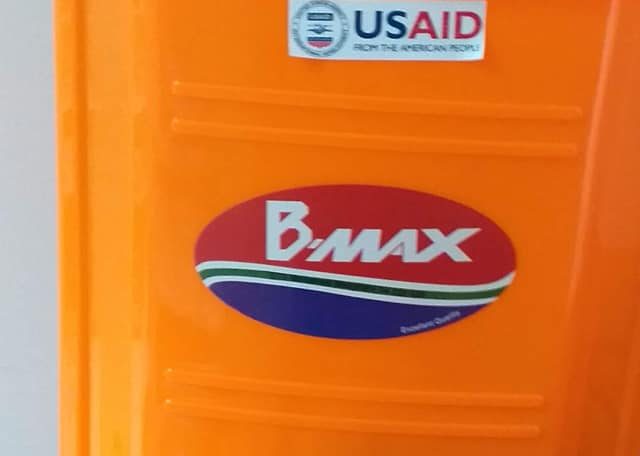 USAID
FROM THE AMERICAN PEOPLE
B-MAX
Excellent Quality